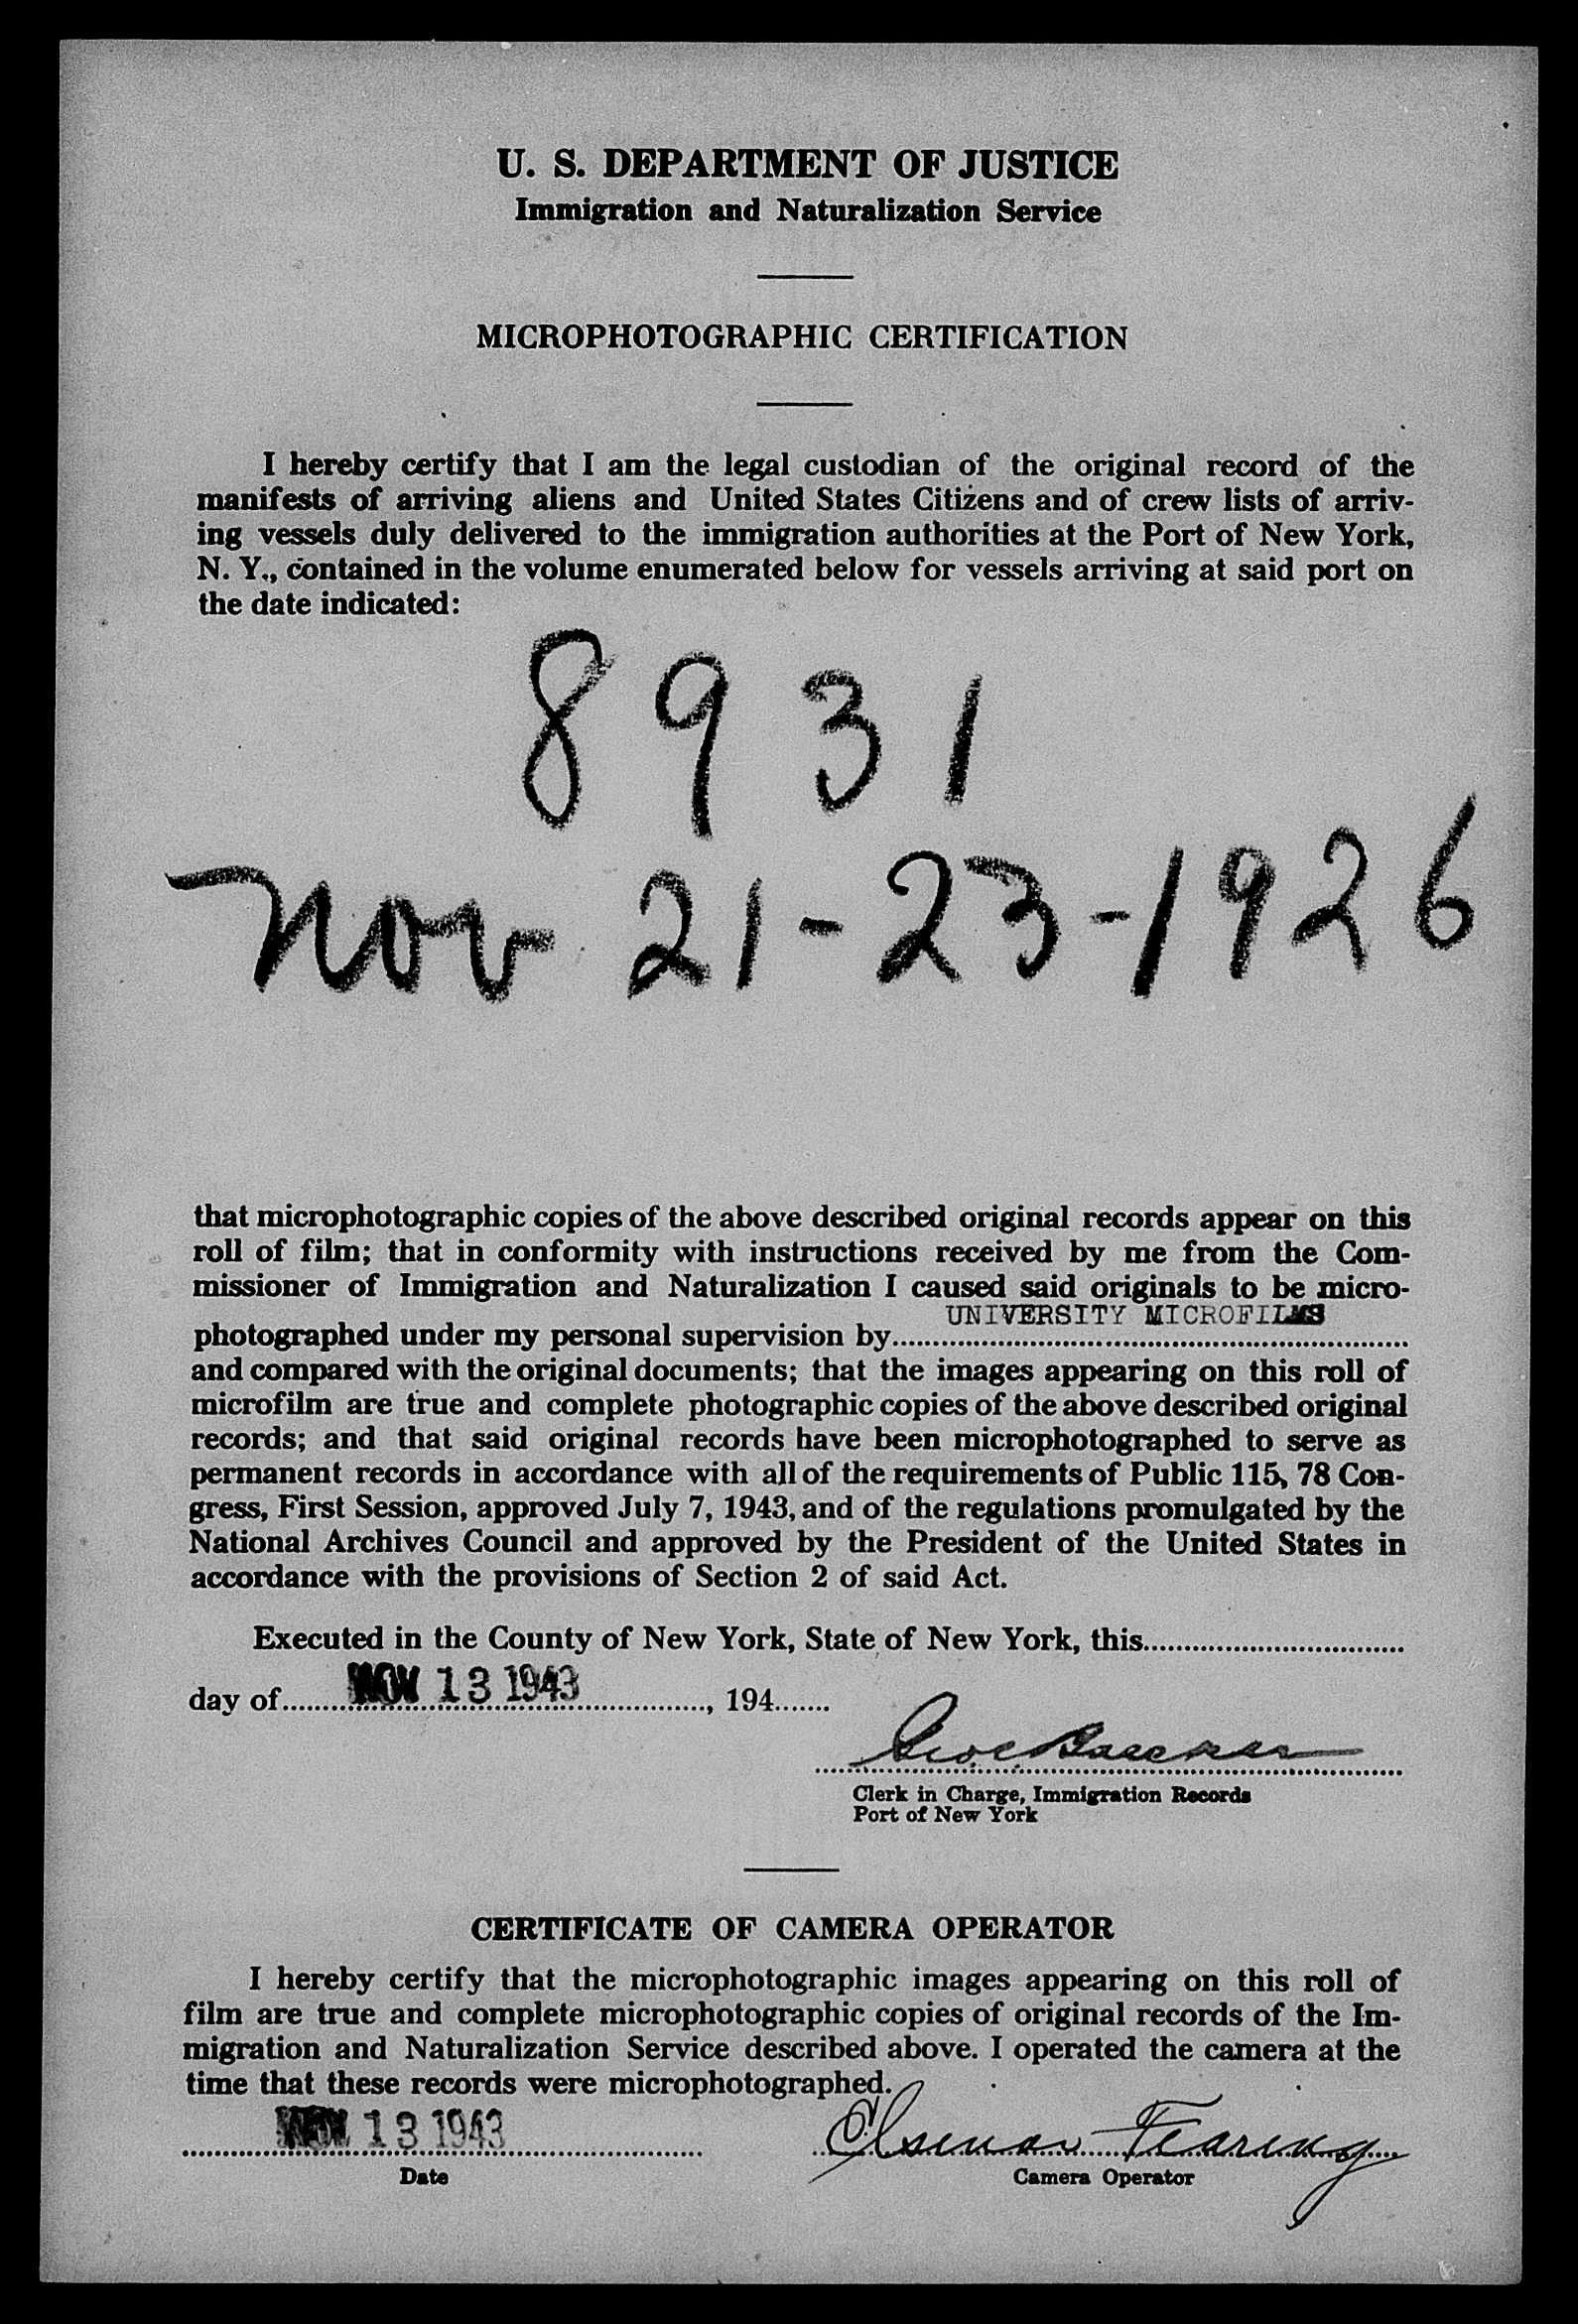 U. S. DEPARTMENT OF JUSTICE
Immigration and Naturalization Service
MICROPHOTOGRAPHIC CERTIFICATION
I hereby certify that I am the legal custodian of the original record of the
manifests of arriving aliens and United States Citizens and of crew lists of arriv-
ing vessels duly delivered to the immigration authorities at the Port of New York,
N. Y., contained in the volume enumerated below for vessels arriving at said port on
the date indicated:
8931
Nov 21-23-1926
that microphotographic copies of the above described original records appear on this
roll of film; that in conformity with instructions received by me from the Com-
missioner of Immigration and Naturalization I caused said originals to be micro-
UNIVERSITY MICROFILMS
photographed under my personal supervision by
and compared with the original documents; that the images appearing on this roll of
microfilm are true and complete photographic copies of the above described original
records; and that said original records have been microphotographed to serve as
permanent records in accordance with all of the requirements of Public 115, 78 Con-
gress, First Session, approved July 7, 1943, and of the regulations promulgated by the
National Archives Council and approved by the President of the United States in
accordance with the provisions of Section 2 of said Act.
Executed in the County of New York, State of New York, this
day of NOV 13 1943, 194
Clerk in Charge, Immigration Records
Port of New York
CERTIFICATE OF CAMERA OPERATOR
I hereby certify that the microphotographic images appearing on this roll of
film are true and complete microphotographic copies of original records of the Im-
migration and Naturalization Service described above. I operated the camera at the
time that these records were microphotographed.
NOV 13 1943 Fearing
Date Camera Operator